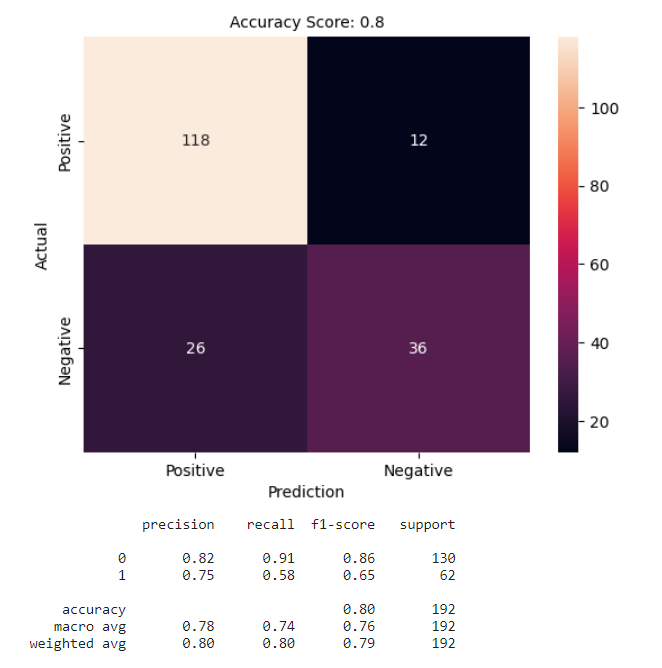 Accuracy Score: 0.8
Positive
118
12
100
80
Actual
60
Negative
26
36
40
20
Positive Negative
Prediction
precision recall f1-score support
0 0.82 0.91 0.86 130
1 0.75 0.58 0.65 62
accuracy 0.80 192
macro avg 0.78 0.74 0.76 192
weighted avg 0.80 0.80 0.79 192